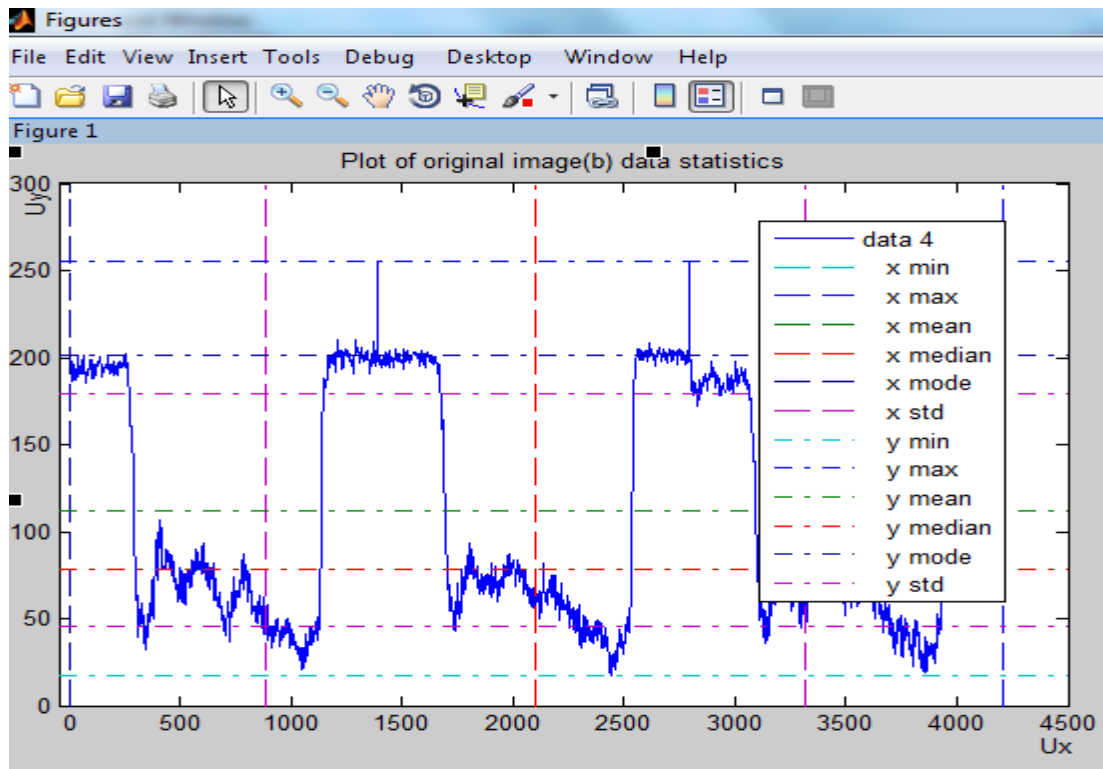 Figures
File Edit View Insert Tools Debug Desktop Window Help
Figure 1
Plot of original image(b) data statistics
Uy
300
250
200
150
100
50
0
data 4
x min
x max
x mean
x median
x mode
x std
y min
y max
y mean
y median
y mode
y std
0 500 1000 1500 2000 2500 3000 3500 4000 4500
Ux